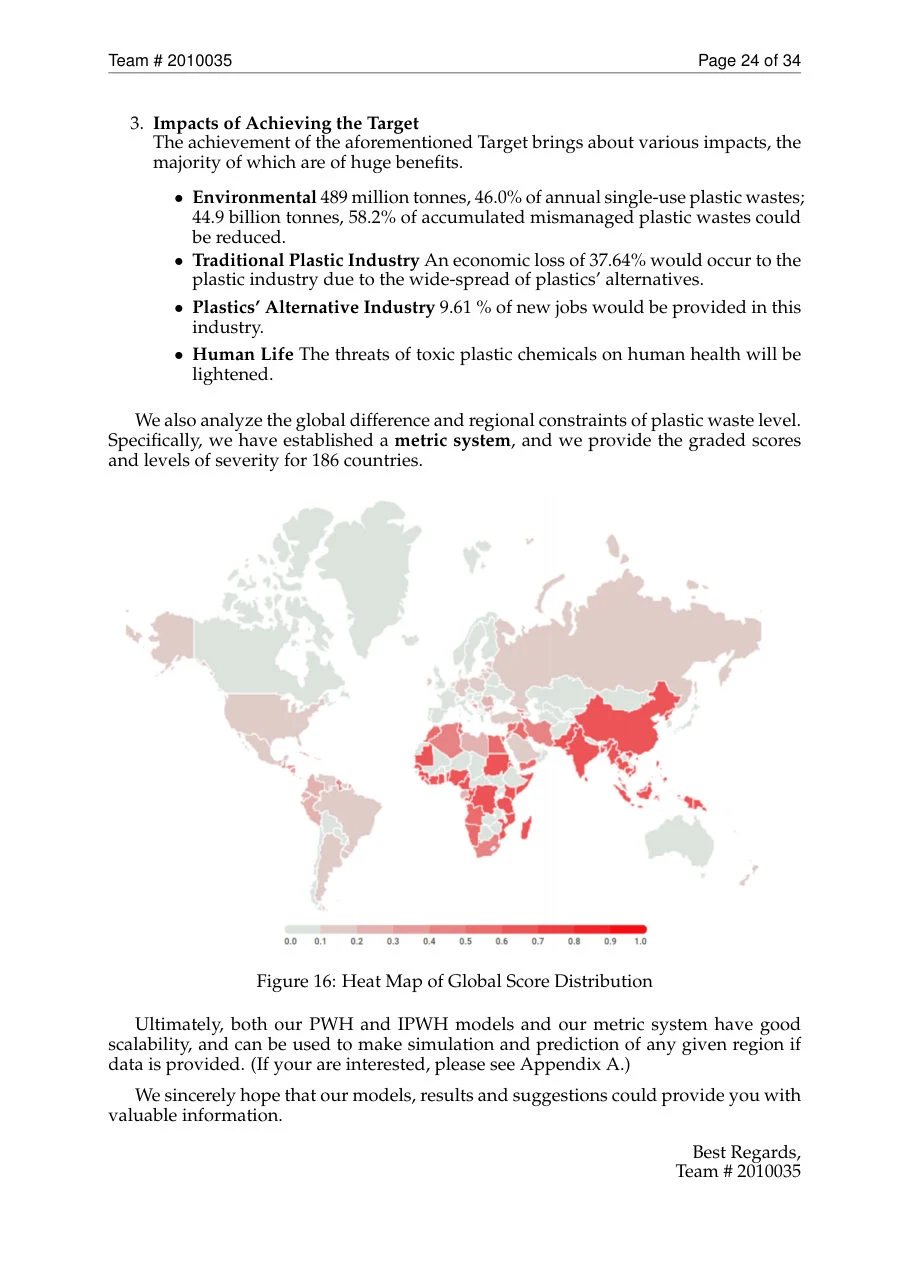 Team # 2010035 Page 24 of 34
3. Impacts of Achieving the Target
The achievement of the aforementioned Target brings about various impacts, the
majority of which are of huge benefits.
• Environmental 489 million tonnes, 46.0% of annual single-use plastic wastes;
44.9 billion tonnes, 58.2% of accumulated mismanaged plastic wastes could
be reduced.
• Traditional Plastic Industry An economic loss of 37.64% would occur to the
plastic industry due to the wide-spread of plastics' alternatives.
• Plastics' Alternative Industry 9.61 % of new jobs would be provided in this
industry.
• Human Life The threats of toxic plastic chemicals on human health will be
lightened.
We also analyze the global difference and regional constraints of plastic waste level.
Specifically, we have established a metric system, and we provide the graded scores
and levels of severity for 186 countries.
0.0 0.1 0.2 0.3 0.4 0.5 0.6 0.7 0.8 0.9 1.0
Figure 16: Heat Map of Global Score Distribution
Ultimately, both our PWH and IPWH models and our metric system have good
scalability, and can be used to make simulation and prediction of any given region if
data is provided. (If your are interested, please see Appendix A.)
We sincerely hope that our models, results and suggestions could provide you with
valuable information.
Best Regards,
Team # 2010035